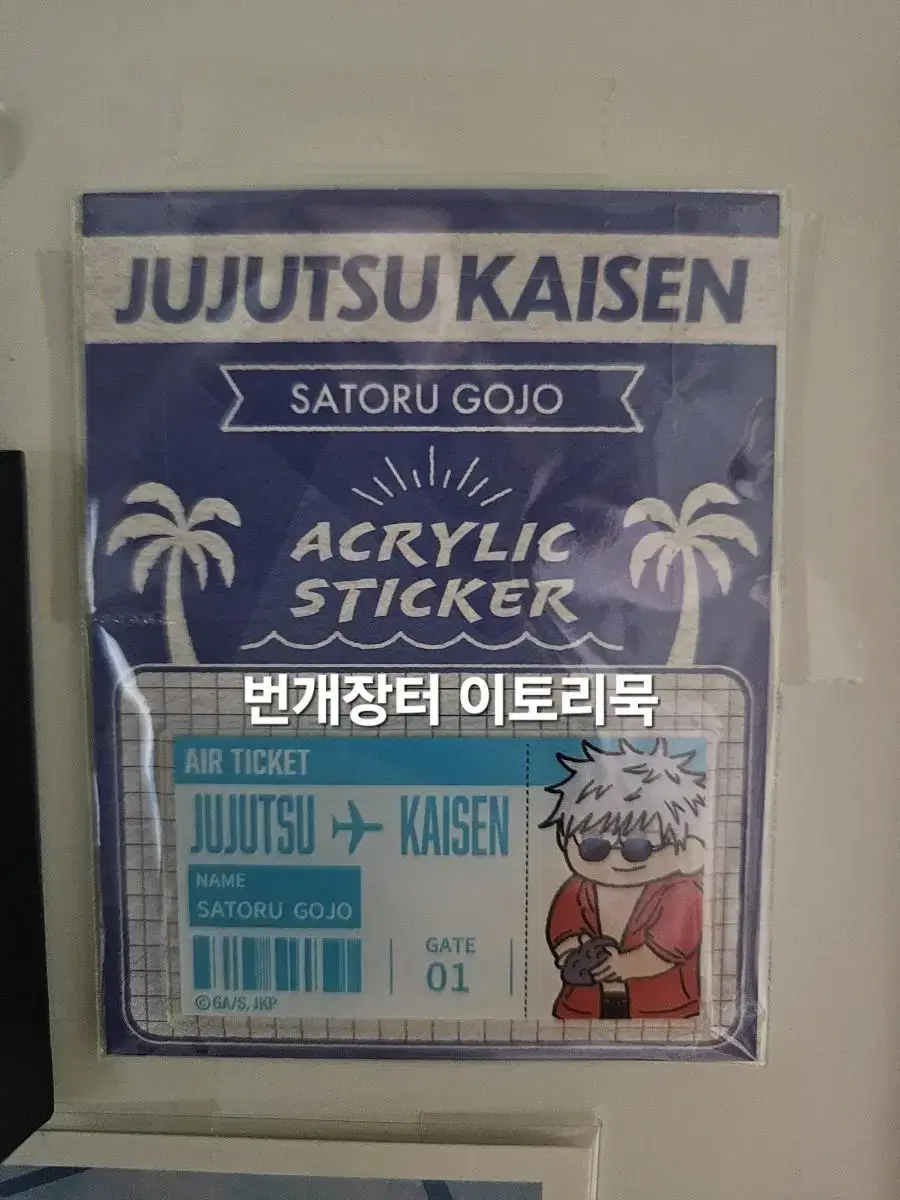 JUJUTSU KAISEN
SATORU GOJO
ACRYLIC
STICKER
번개장터 이토리묵
AIR TICKET
JUJUTSU KAISEN
NAME
SATORU GOJO
GATE
01
©GA/S, JKP